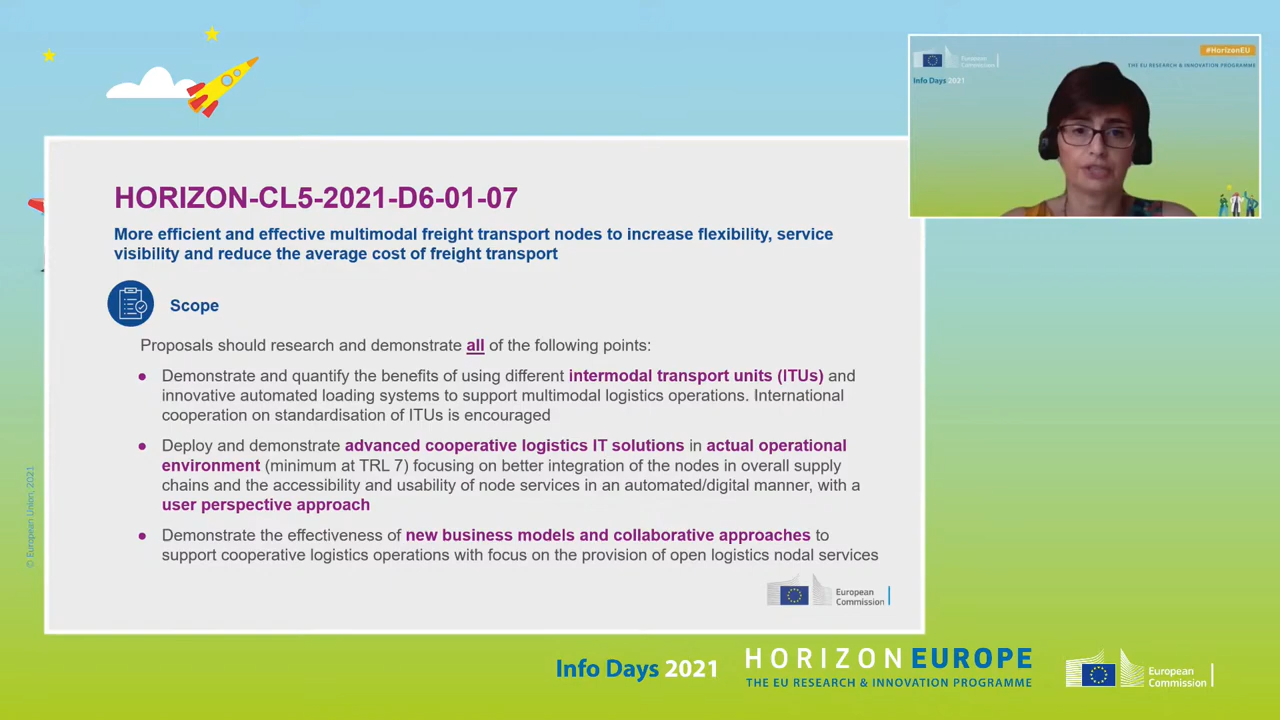 European
Commission
#HorizonEU
THE EU RESEARCH & INNOVATION PROGRAMME
Info Days 2021
HORIZON-CL5-2021-D6-01-07
More efficient and effective multimodal freight transport nodes to increase flexibility, service
visibility and reduce the average cost of freight transport
Scope
Proposals should research and demonstrate all of the following points:
● Demonstrate and quantify the benefits of using different intermodal transport units (ITUs) and
innovative automated loading systems to support multimodal logistics operations. International
cooperation on standardisation of ITUs is encouraged
● Deploy and demonstrate advanced cooperative logistics IT solutions in actual operational
environment (minimum at TRL 7) focusing on better integration of the nodes in overall supply
chains and the accessibility and usability of node services in an automated/digital manner, with a
user perspective approach
● Demonstrate the effectiveness of new business models and collaborative approaches to
support cooperative logistics operations with focus on the provision of open logistics nodal services
European
Commission
© European Union, 2021
Info Days 2021
HORIZON EUROPE
THE EU RESEARCH & INNOVATION PROGRAMME
European
Commission